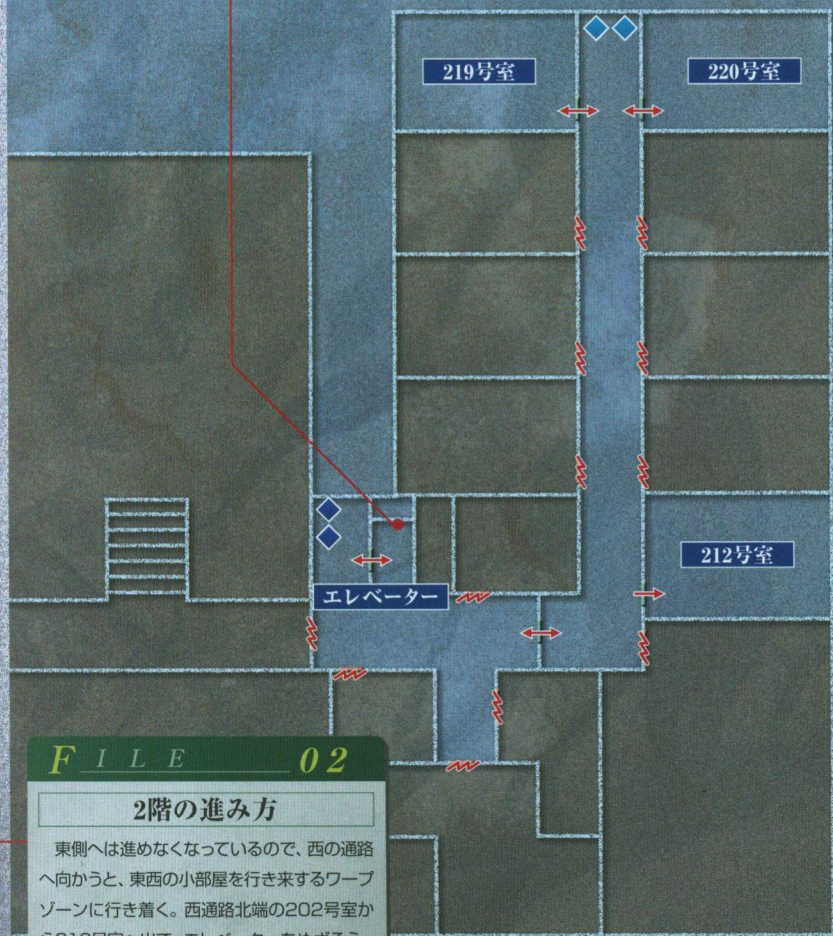 219号室
220号室
212号室
エレベーター
FILE 02
2階の進み方
東側へは進めなくなっているので、西の通路
へ向かうと、東西の小部屋を行き来するワープ
ゾーンに行き着く。西通路北端の202号室か